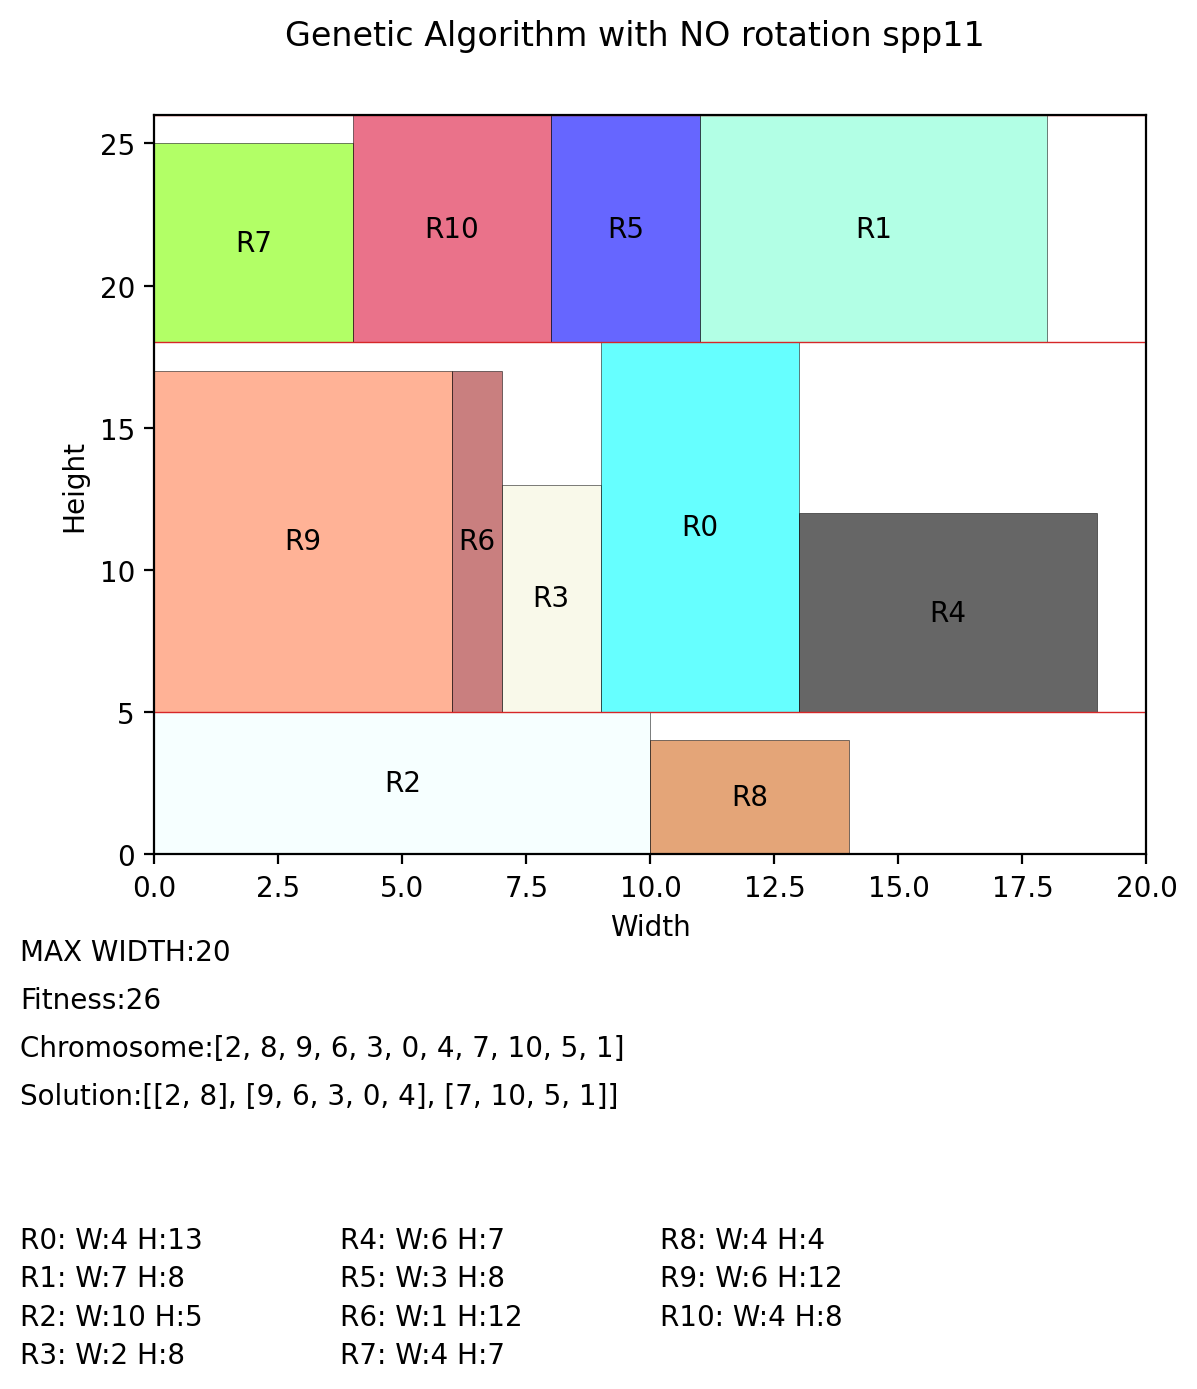 Genetic Algorithm with NO rotation spp11
25
R7
R10
R5
R1
20
15
Height
R9
R6
R3
R0
R4
10
5
R2
R8
0
0.0 2.5 5.0 7.5 10.0 12.5 15.0 17.5 20.0
Width
MAX WIDTH:20
Fitness:26
Chromosome:[2, 8, 9, 6, 3, 0, 4, 7, 10, 5, 1]
Solution:[[2, 8], [9, 6, 3, 0, 4], [7, 10, 5, 1]]
R0: W:4 H:13 R4: W:6 H:7 R8: W:4 H:4
R1: W:7 H:8 R5: W:3 H:8 R9: W:6 H:12
R2: W:10 H:5 R6: W:1 H:12 R10: W:4 H:8
R3: W:2 H:8 R7: W:4 H:7